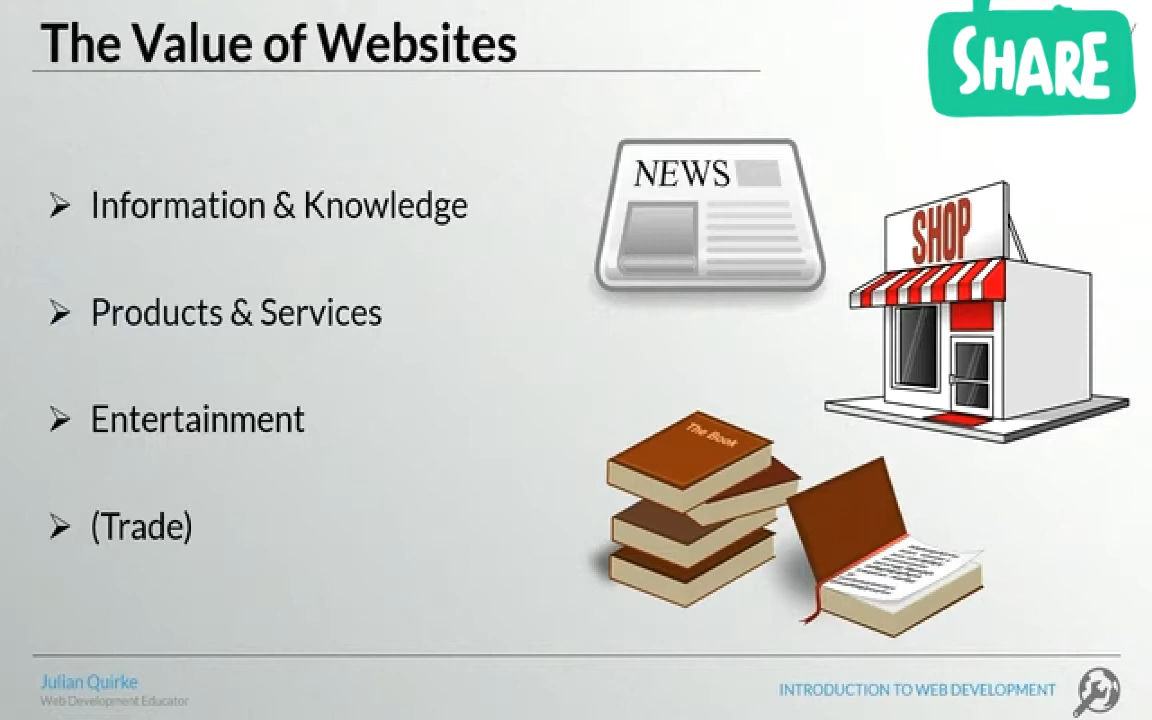 The Value of Websites
SHARE
Information & Knowledge
Products & Services
Entertainment
(Trade)
NEWS
SHOP
The Book
Julian Quirke
Web Development Educator
INTRODUCTION TO WEB DEVELOPMENT